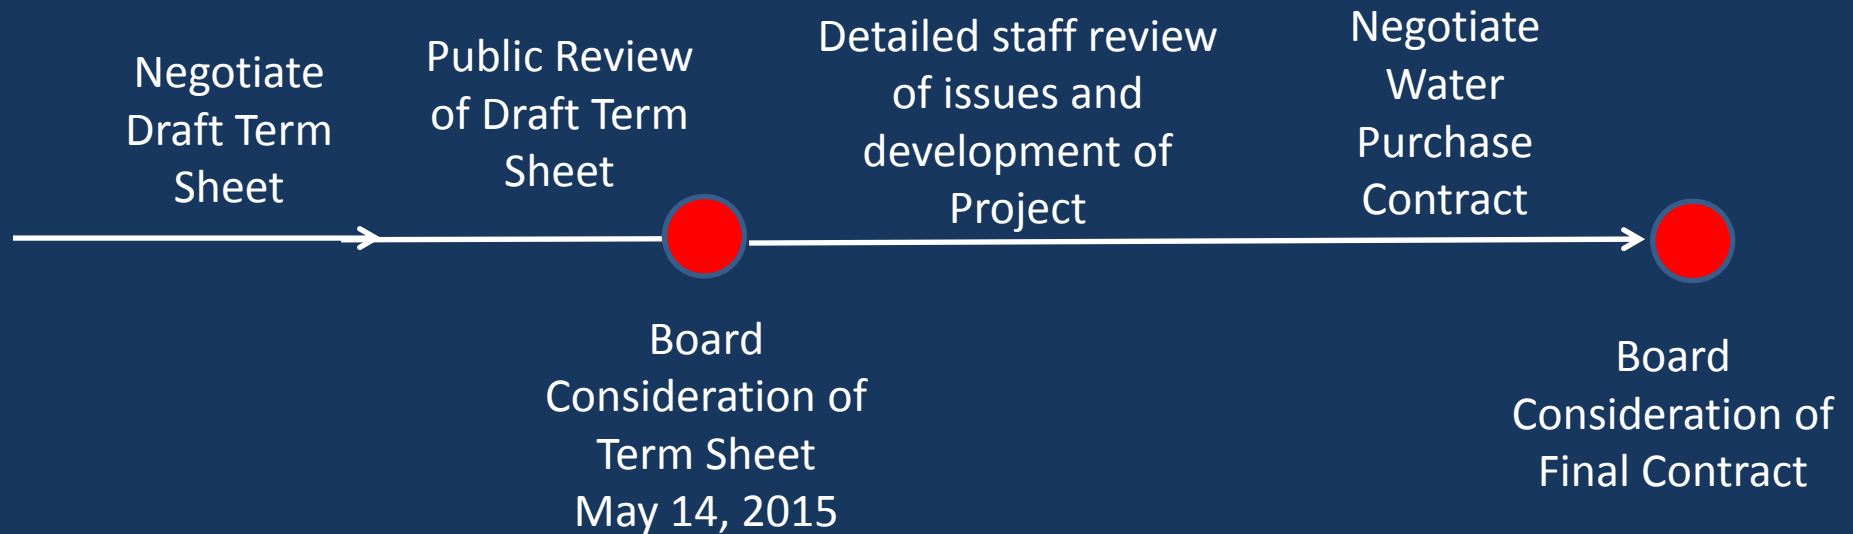 Negotiate
Draft Term
Sheet
Public Review
of Draft Term
Sheet
Detailed staff review
of issues and
development of
Project
Negotiate
Water
Purchase
Contract
Board
Consideration of
Term Sheet
May 14, 2015
Board
Consideration of
Final Contract